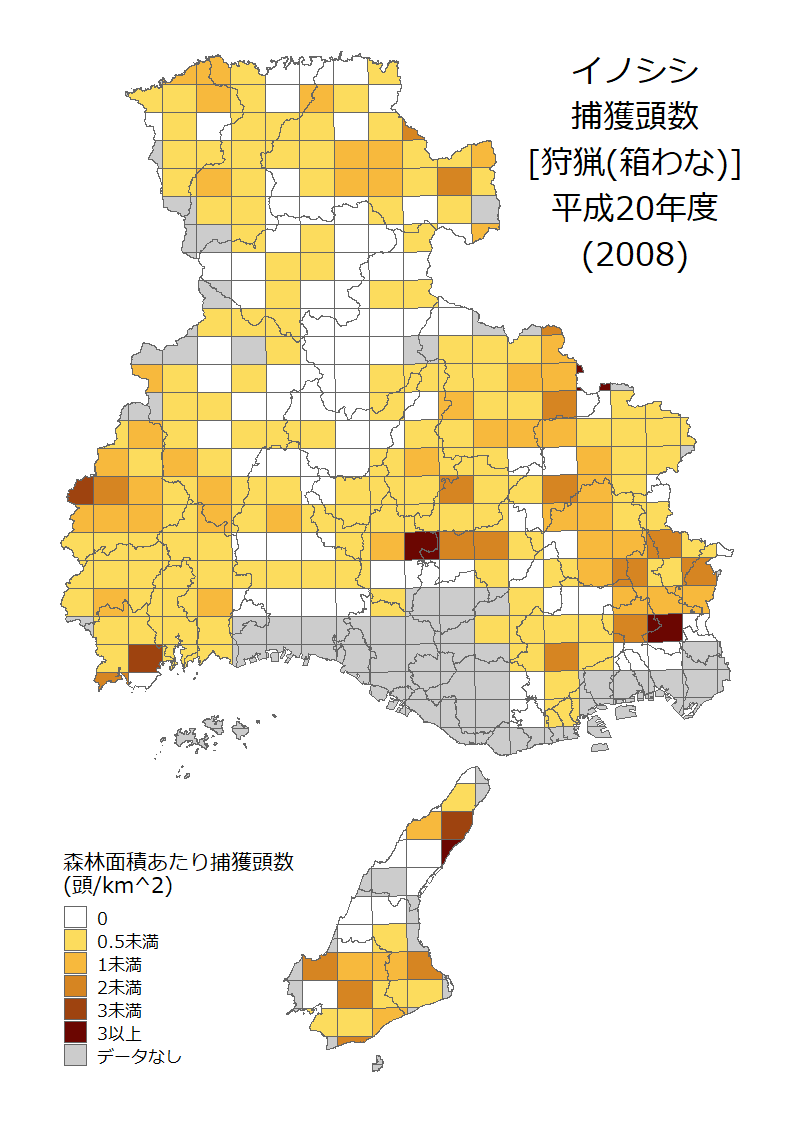 イノシシ
捕獲頭数
[狩猟(箱わな)]
平成20年度
(2008)
森林面積あたり捕獲頭数
(頭/km^2)
0
0.5未満
1未満
2未満
3未満
3以上
データなし